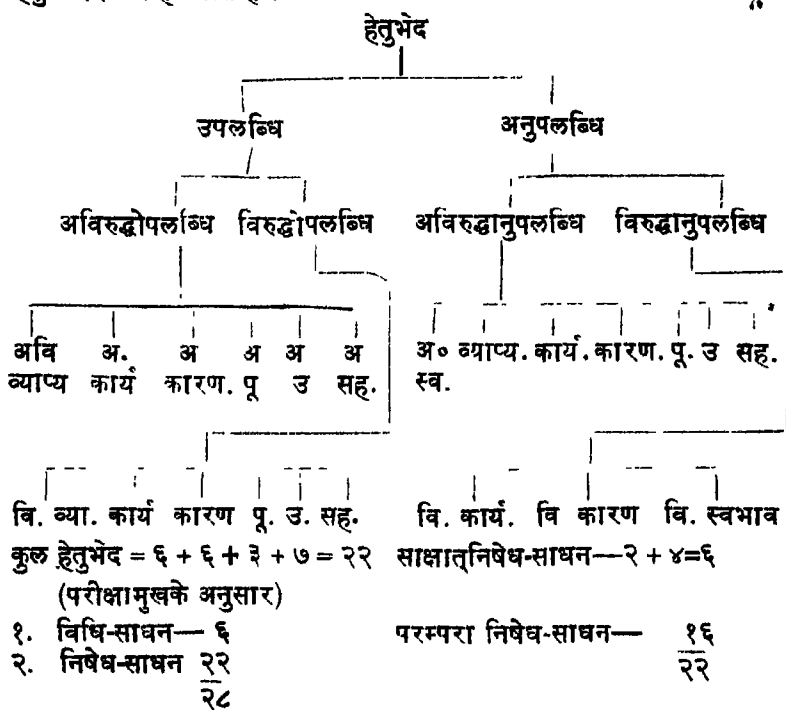 हेतुभेद
उपलब्धि अनुपलब्धि
अविरुद्धोपलब्धि विरुद्धोपलब्धि अविरुद्धानुपलब्धि विरुद्धानुपलब्धि
अवि अ. अ अ अ अ अ० व्याप्य. कार्य. कारण. पू. उ सह.
व्याप्य कार्य कारण. पू उ सह. स्व.
वि. व्या. कार्य कारण पू. उ. सह. वि. कार्य. वि कारण वि. स्वभाव
कुल हेतुभेद = ६ + ६ + ३ + ७ = २२ साक्षात्‌निषेध-साधन—२ + ४=६
(परीक्षामुखके अनुसार)
१. विधि-साधन— ६ परम्परा निषेध-साधन— १६
२. निषेध-साधन २२ २२
२८